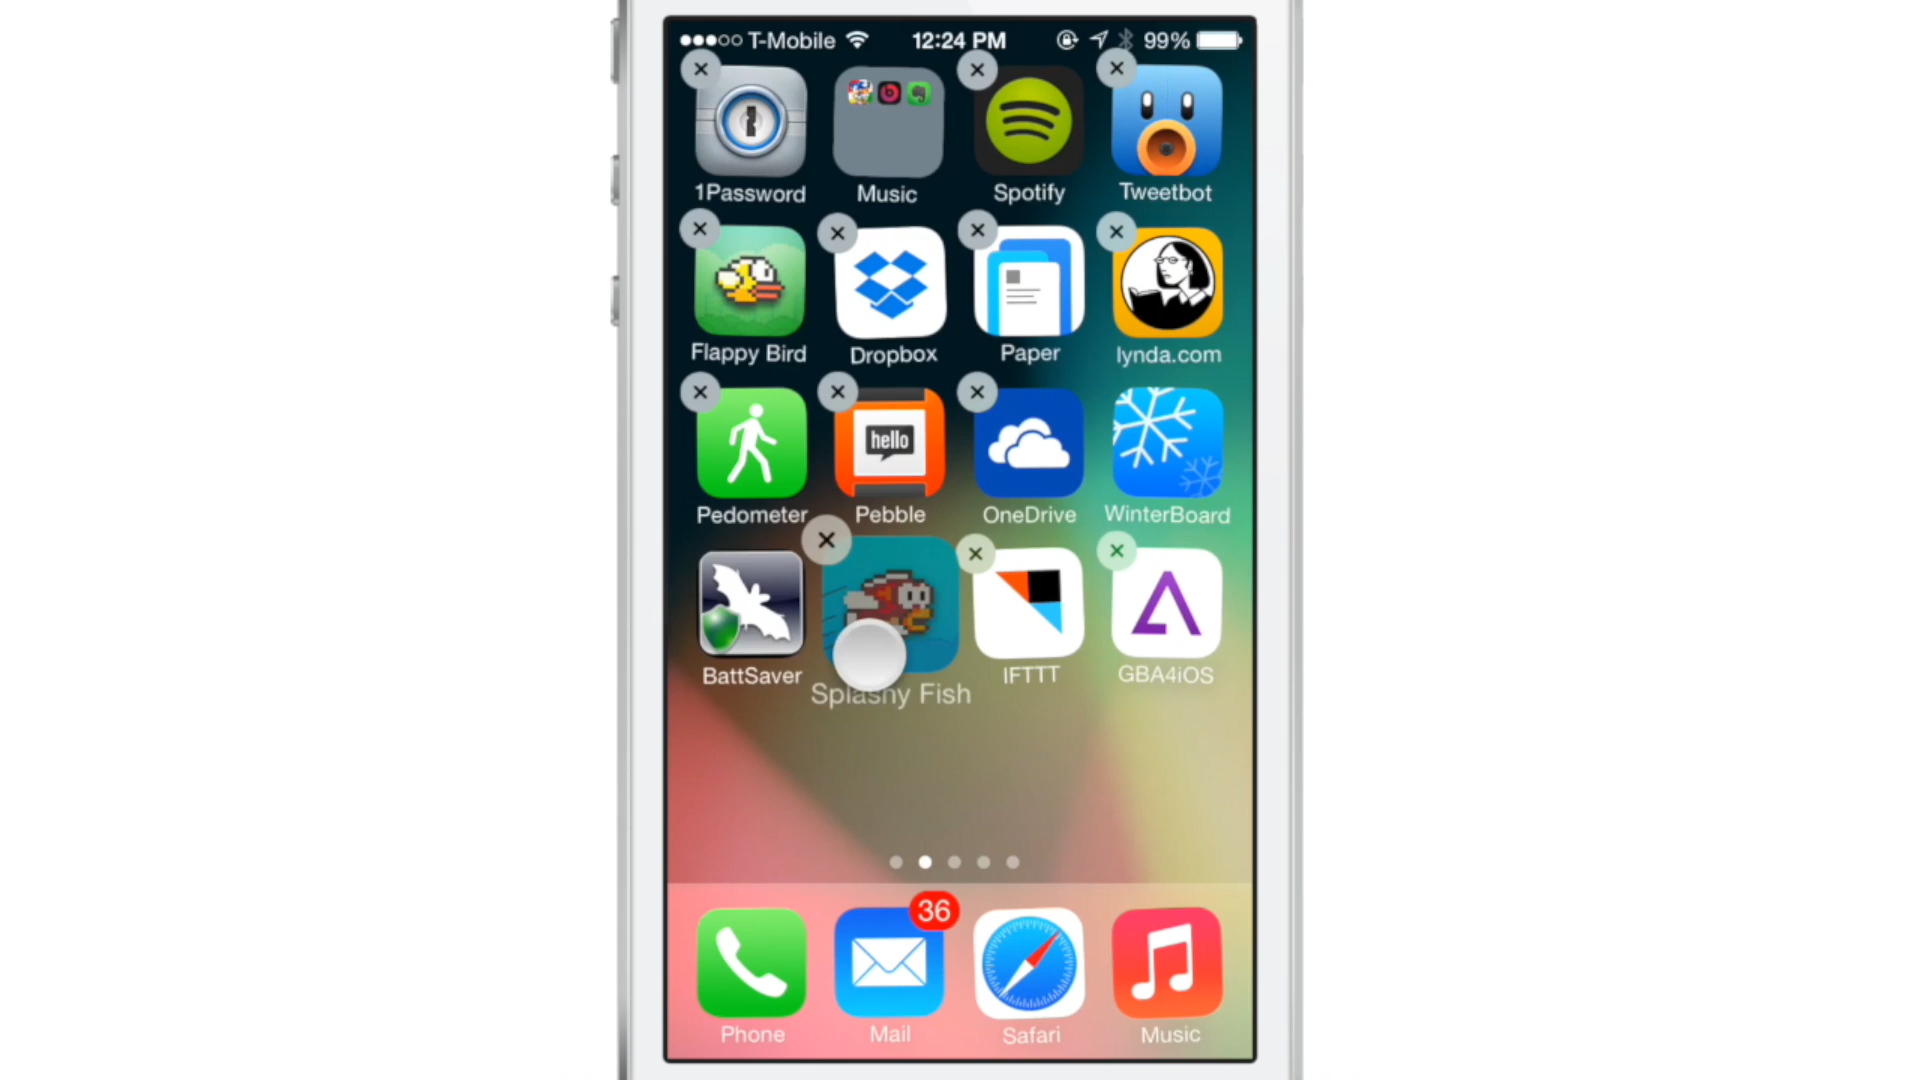 T-Mobile 12:24 PM 99%
1Password Music Spotify Tweetbot
Flappy Bird Dropbox Paper lynda.com
hello
Pedometer Pebble OneDrive WinterBoard
BattSaver Splashy Fish IFTTT GBA4iOS
36
Phone Mail Safari Music